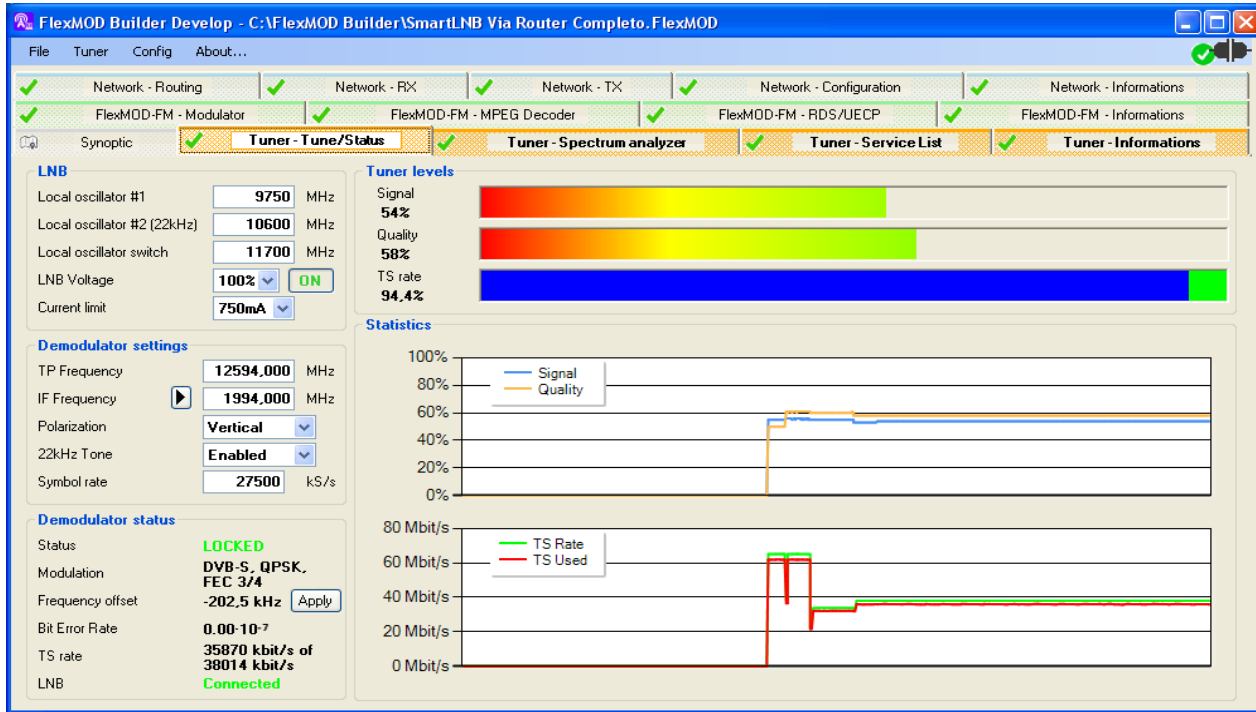 FlexMOD Builder Develop - C:\FlexMOD Builder\SmartLNB Via Router Completo.FlexMOD
File Tuner Config About...
Network - Routing Network - RX Network - TX Network - Configuration Network - Informations
FlexMOD-FM - Modulator FlexMOD-FM - MPEG Decoder FlexMOD-FM - RDS/UECP FlexMOD-FM - Informations
Synoptic Tuner - Tune/Status Tuner - Spectrum analyzer Tuner - Service List Tuner - Informations
LNB
Local oscillator #1 9750 MHz
Local oscillator #2 (22kHz) 10600 MHz
Local oscillator switch 11700 MHz
LNB Voltage 100% ON
Current limit 750mA
Demodulator settings
TP Frequency 12594,000 MHz
IF Frequency 1994,000 MHz
Polarization Vertical
22kHz Tone Enabled
Symbol rate 27500 kS/s
Demodulator status
Status LOCKED
Modulation DVB-S, QPSK,
FEC 3/4
Frequency offset -202,5 kHz Apply
Bit Error Rate 0.00·10-7
TS rate 35870 kbit/s of
38014 kbit/s
LNB Connected
Tuner levels
Signal
54%
Quality
58%
TS rate
94,4%
Statistics
100%
80%
60%
40%
20%
0%
Signal
Quality
80 Mbit/s
60 Mbit/s
40 Mbit/s
20 Mbit/s
0 Mbit/s
TS Rate
TS Used